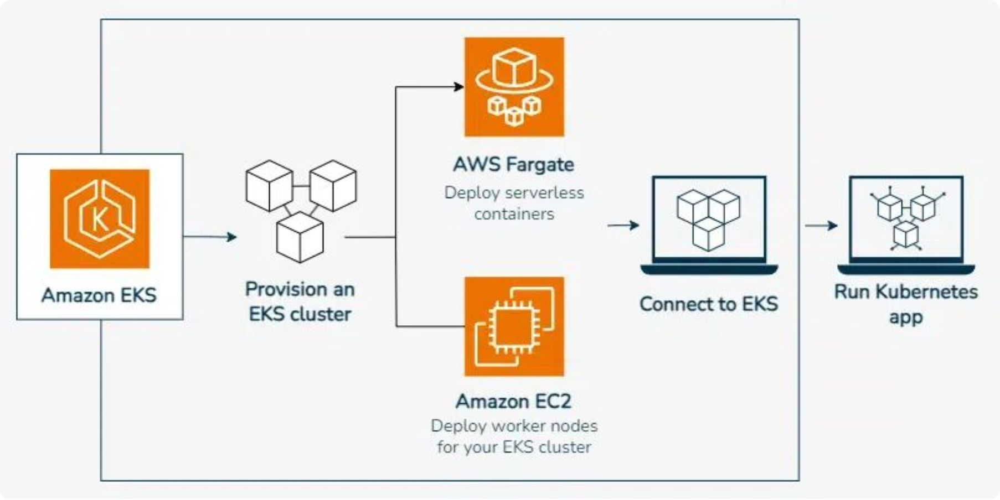 K
Amazon EKS
Provision an
EKS cluster
AWS Fargate
Deploy serverless
containers
Amazon EC2
Deploy worker nodes
for your EKS cluster
Connect to EKS
Run Kubernetes
app